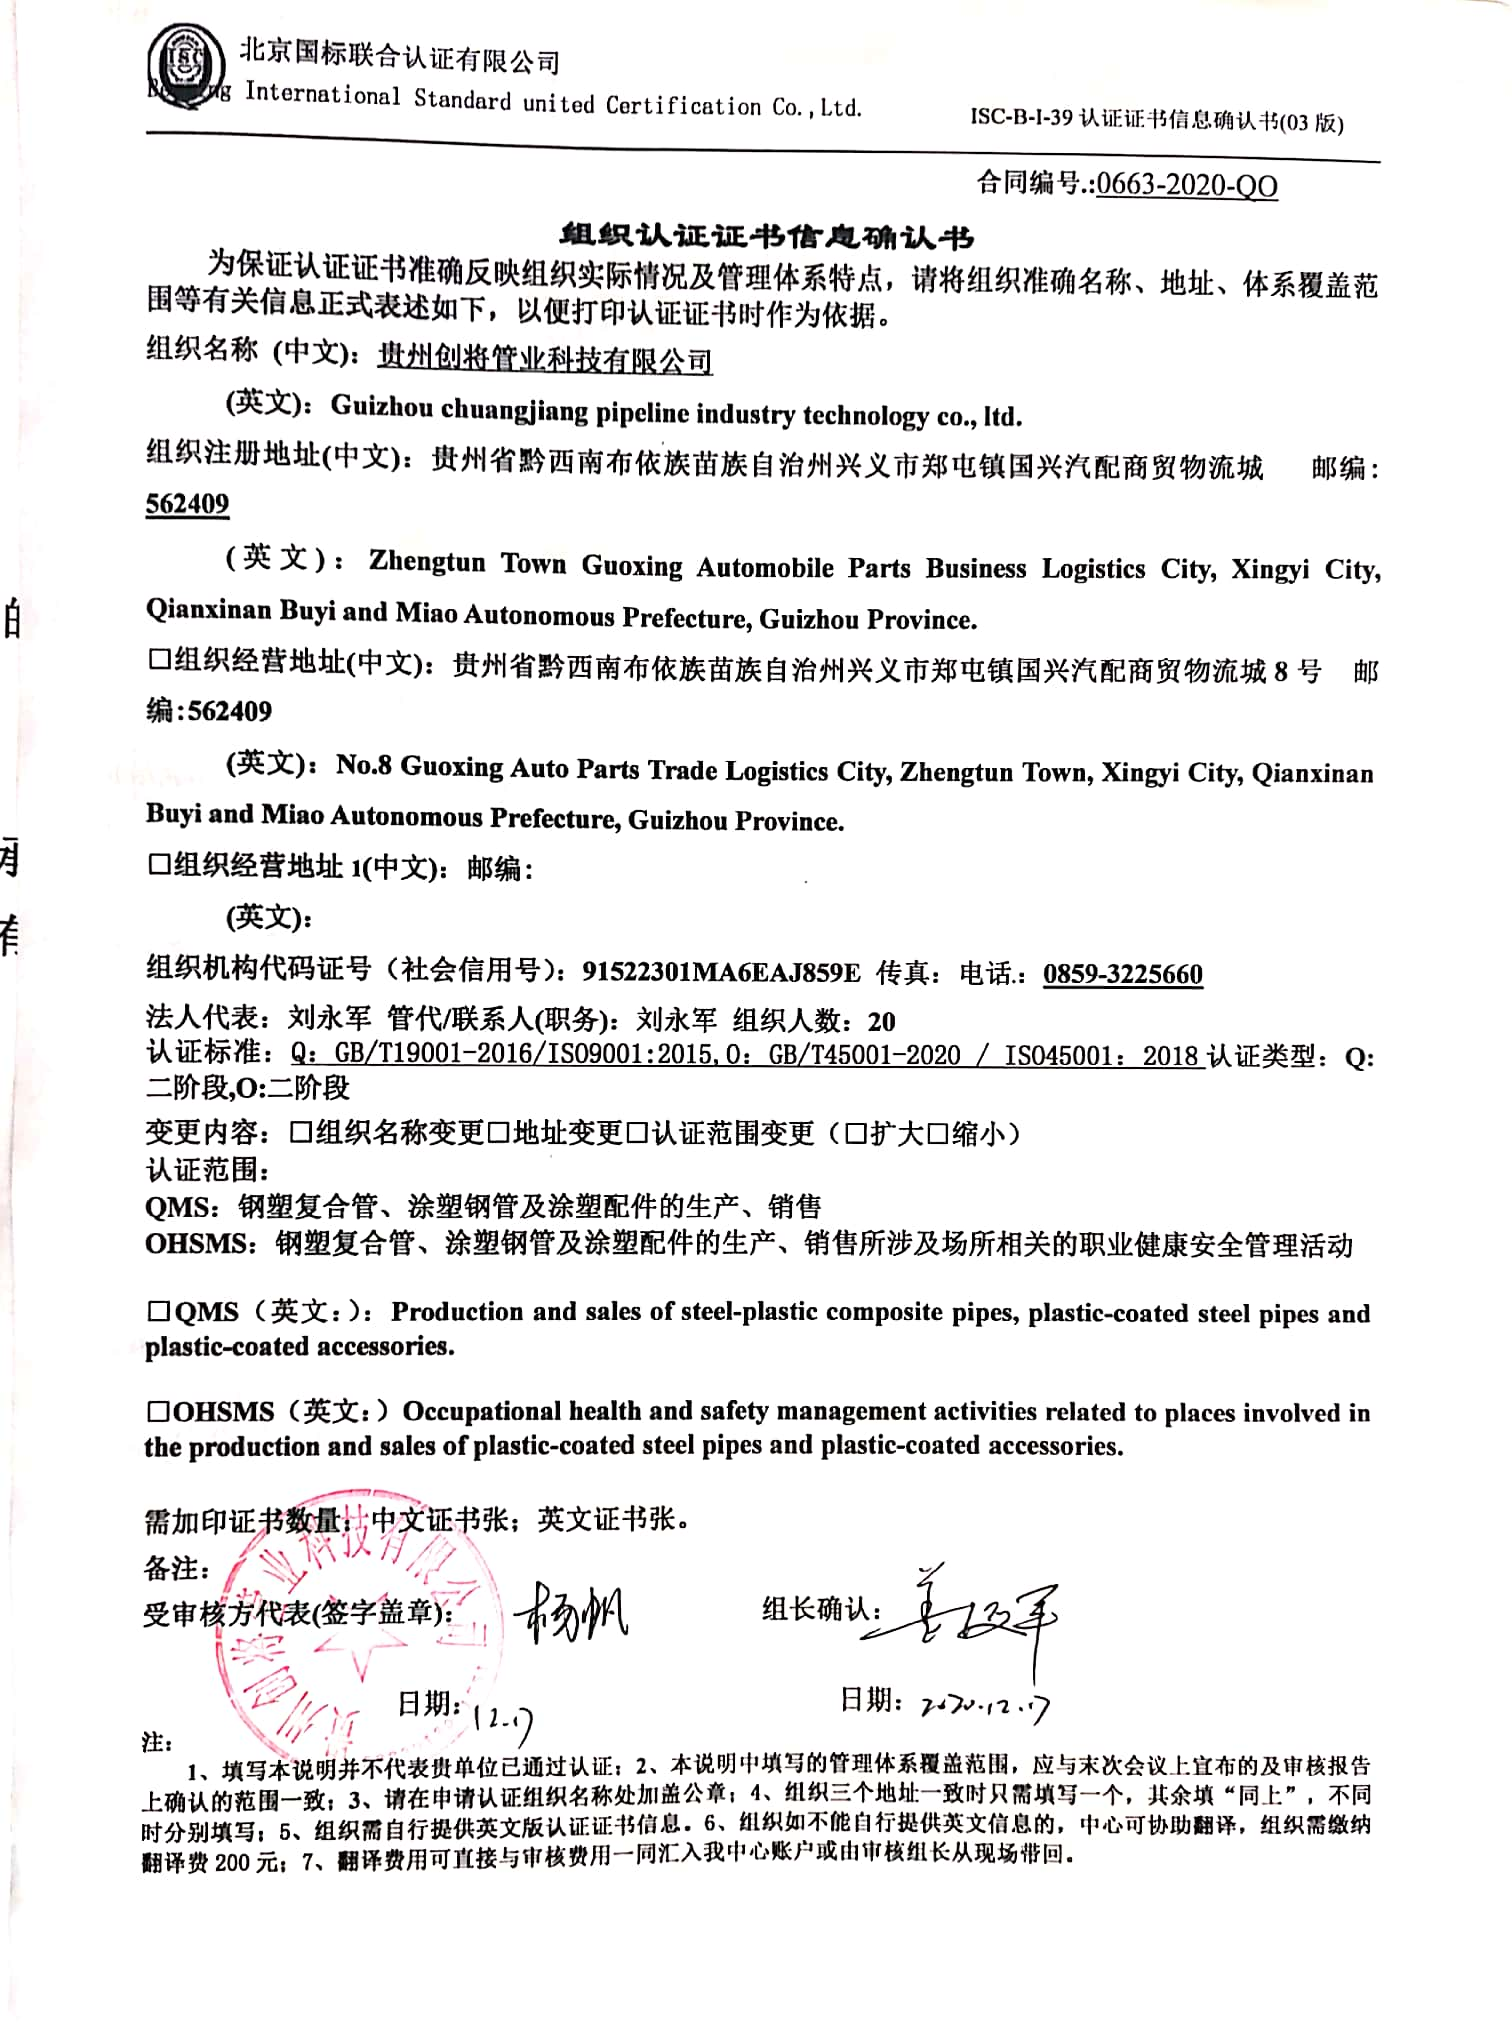 北京国标联合认证有限公司
Beijing International Standard united Certification Co.,Ltd.
ISC-B-I-39 认证证书信息确认书(03 版)
合同编号.:0663-2020-QO
组织认证证书信息确认书
为保证认证证书准确反映组织实际情况及管理体系特点，请将组织准确名称、地址、体系覆盖范
围等有关信息正式表述如下，以便打印认证证书时作为依据。
组织名称 (中文)：贵州创将管业科技有限公司
(英文)：Guizhou chuangjiang pipeline industry technology co., ltd.
组织注册地址(中文)：贵州省黔西南布依族苗族自治州兴义市郑屯镇国兴汽配商贸物流城 邮编：
562409
(英文)：Zhengtun Town Guoxing Automobile Parts Business Logistics City, Xingyi City,
Qianxinan Buyi and Miao Autonomous Prefecture, Guizhou Province.
□组织经营地址(中文)：贵州省黔西南布依族苗族自治州兴义市郑屯镇国兴汽配商贸物流城 8 号 邮
编:562409
(英文)：No.8 Guoxing Auto Parts Trade Logistics City, Zhengtun Town, Xingyi City, Qianxinan
Buyi and Miao Autonomous Prefecture, Guizhou Province.
□组织经营地址 1(中文)：邮编：
(英文)：
组织机构代码证号（社会信用号)：91522301MA6EAJ859E 传真：电话.：0859-3225660
法人代表：刘永军 管代/联系人(职务)：刘永军 组织人数：20
认证标准：Q：GB/T19001-2016/ISO9001:2015,O：GB/T45001-2020 / ISO45001：2018 认证类型：Q:
二阶段,O:二阶段
变更内容：□组织名称变更□地址变更□认证范围变更（□扩大□缩小）
认证范围：
QMS：钢塑复合管、涂塑钢管及涂塑配件的生产、销售
OHSMS：钢塑复合管、涂塑钢管及涂塑配件的生产、销售所涉及场所相关的职业健康安全管理活动
□QMS（英文：)：Production and sales of steel-plastic composite pipes, plastic-coated steel pipes and
plastic-coated accessories.
□OHSMS（英文：）Occupational health and safety management activities related to places involved in
the production and sales of plastic-coated steel pipes and plastic-coated accessories.
需加印证书数量：中文证书张；英文证书张。
备注：
受审核方代表(签字盖章)：杨帆 组长确认：
日期：12.17 日期：2020.12.17
注：
1、填写本说明并不代表贵单位已通过认证；2、本说明中填写的管理体系覆盖范围，应与末次会议上宣布的及审核报告
上确认的范围一致；3、请在申请认证组织名称处加盖公章；4、组织三个地址一致时只需填写一个，其余填“同上”，不同
时分别填写；5、组织需自行提供英文版认证证书信息。6、组织如不能自行提供英文信息的，中心可协助翻译，组织需缴纳
翻译费 200 元；7、翻译费用可直接与审核费用一同汇入我中心账户或由审核组长从现场带回。